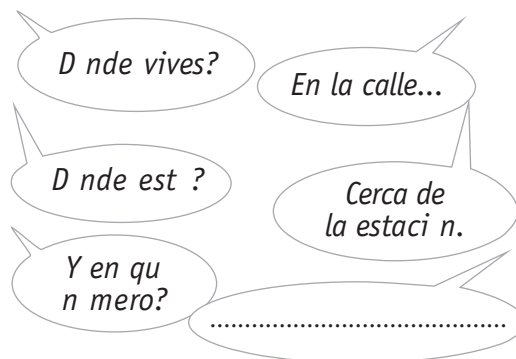 D nde vives?
En la calle...
D nde est ?
Cerca de
la estaci n.
Y en qu
n mero?
...........................................